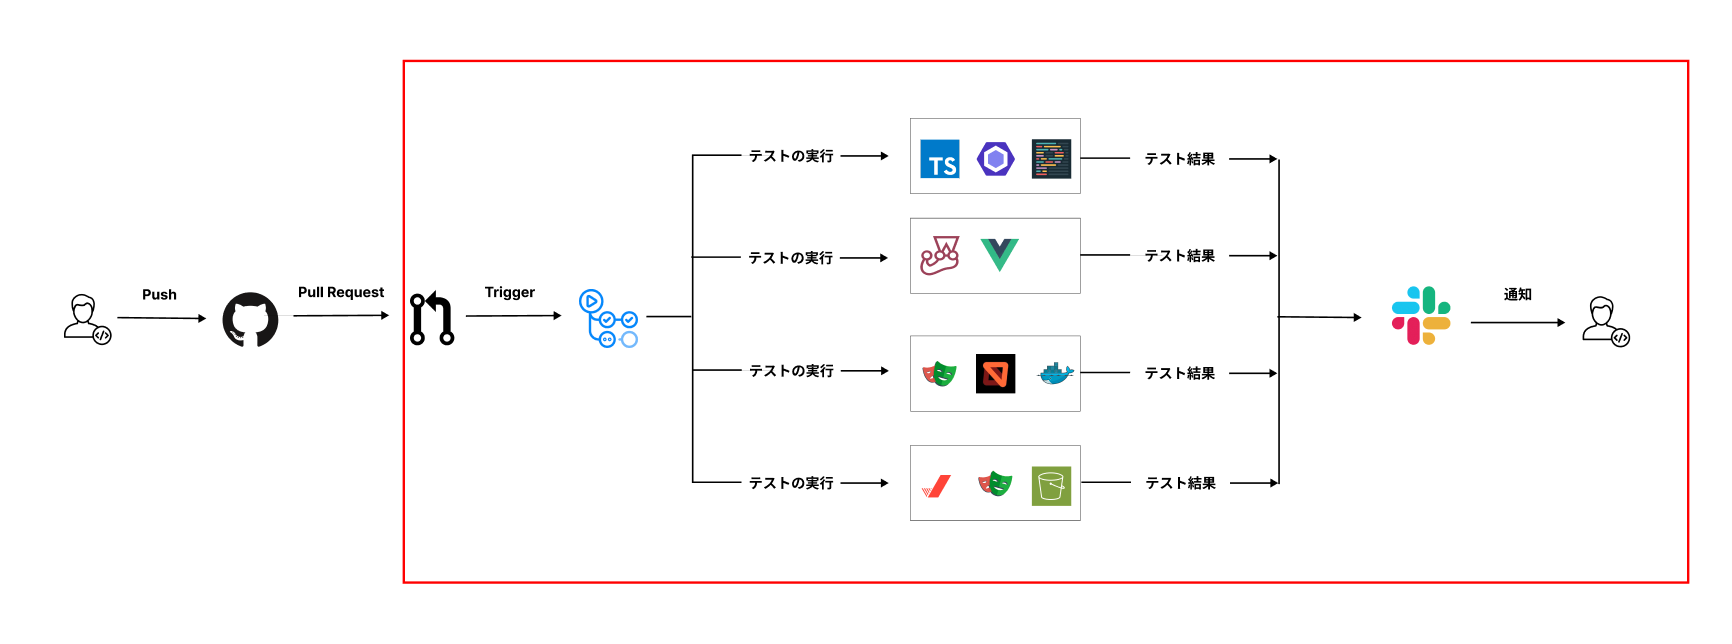 Push
Pull Request
Trigger
テストの実行
TS
テスト結果
テストの実行
テスト結果
テストの実行
テスト結果
テストの実行
テスト結果
通知